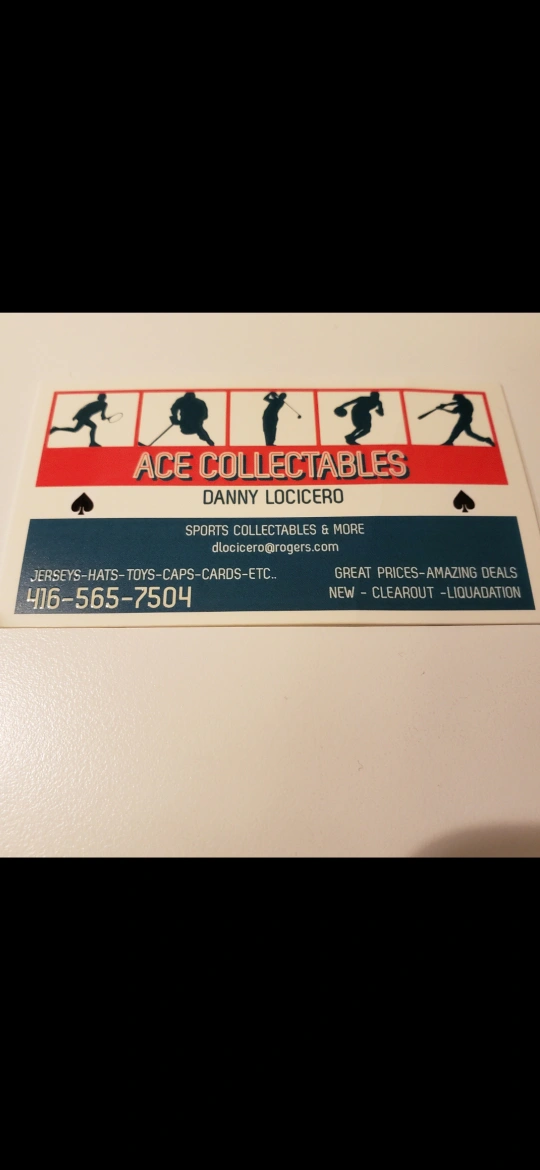 ACE COLLECTABLES
DANNY LOCICERO
SPORTS COLLECTABLES & MORE
dlocicero@rogers.com
JERSEYS-HATS-TOYS-CAPS-CARDS-ETC..
416-565-7504
GREAT PRICES-AMAZING DEALS
NEW - CLEAROUT -LIQUADATION